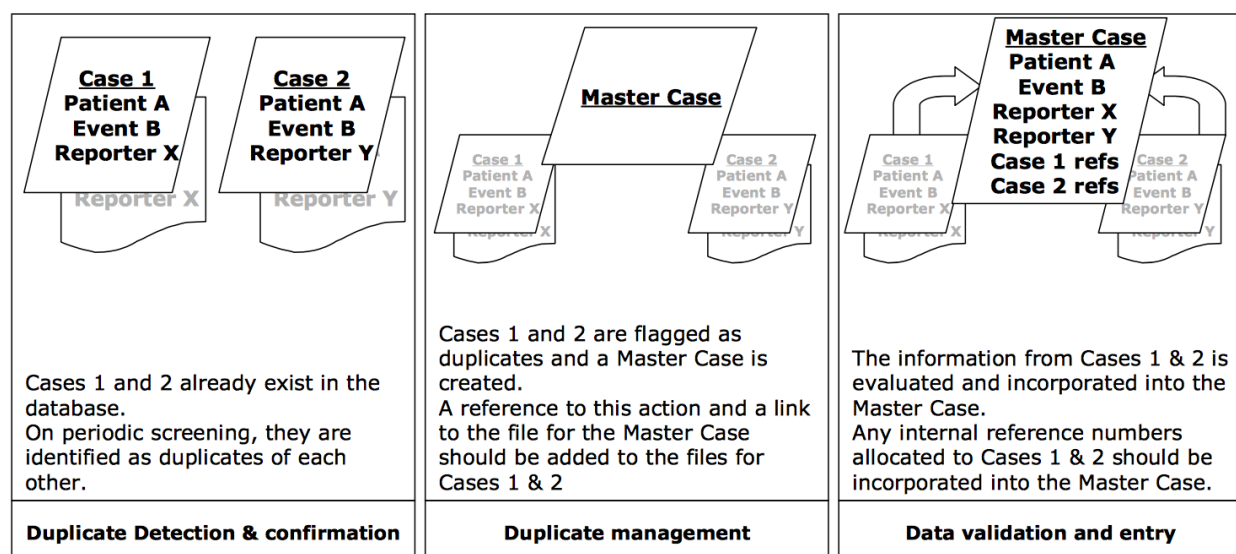 Case 1
Patient A
Event B
Reporter X
Reporter X
Case 2
Patient A
Event B
Reporter Y
Reporter Y
Cases 1 and 2 already exist in the
database.
On periodic screening, they are
identified as duplicates of each
other.
Duplicate Detection & confirmation
Master Case
Case 1
Patient A
Event B
Reporter X
Reporter X
Case 2
Patient A
Event B
Reporter Y
Reporter Y
Cases 1 and 2 are flagged as
duplicates and a Master Case is
created.
A reference to this action and a link
to the file for the Master Case
should be added to the files for
Cases 1 & 2
Duplicate management
Master Case
Patient A
Event B
Reporter X
Reporter Y
Case 1 refs
Case 2 refs
Case 1
Patient A
Event B
Reporter X
Reporter X
Case 2
Patient A
Event B
Reporter Y
Reporter Y
The information from Cases 1 & 2 is
evaluated and incorporated into the
Master Case.
Any internal reference numbers
allocated to Cases 1 & 2 should be
incorporated into the Master Case.
Data validation and entry